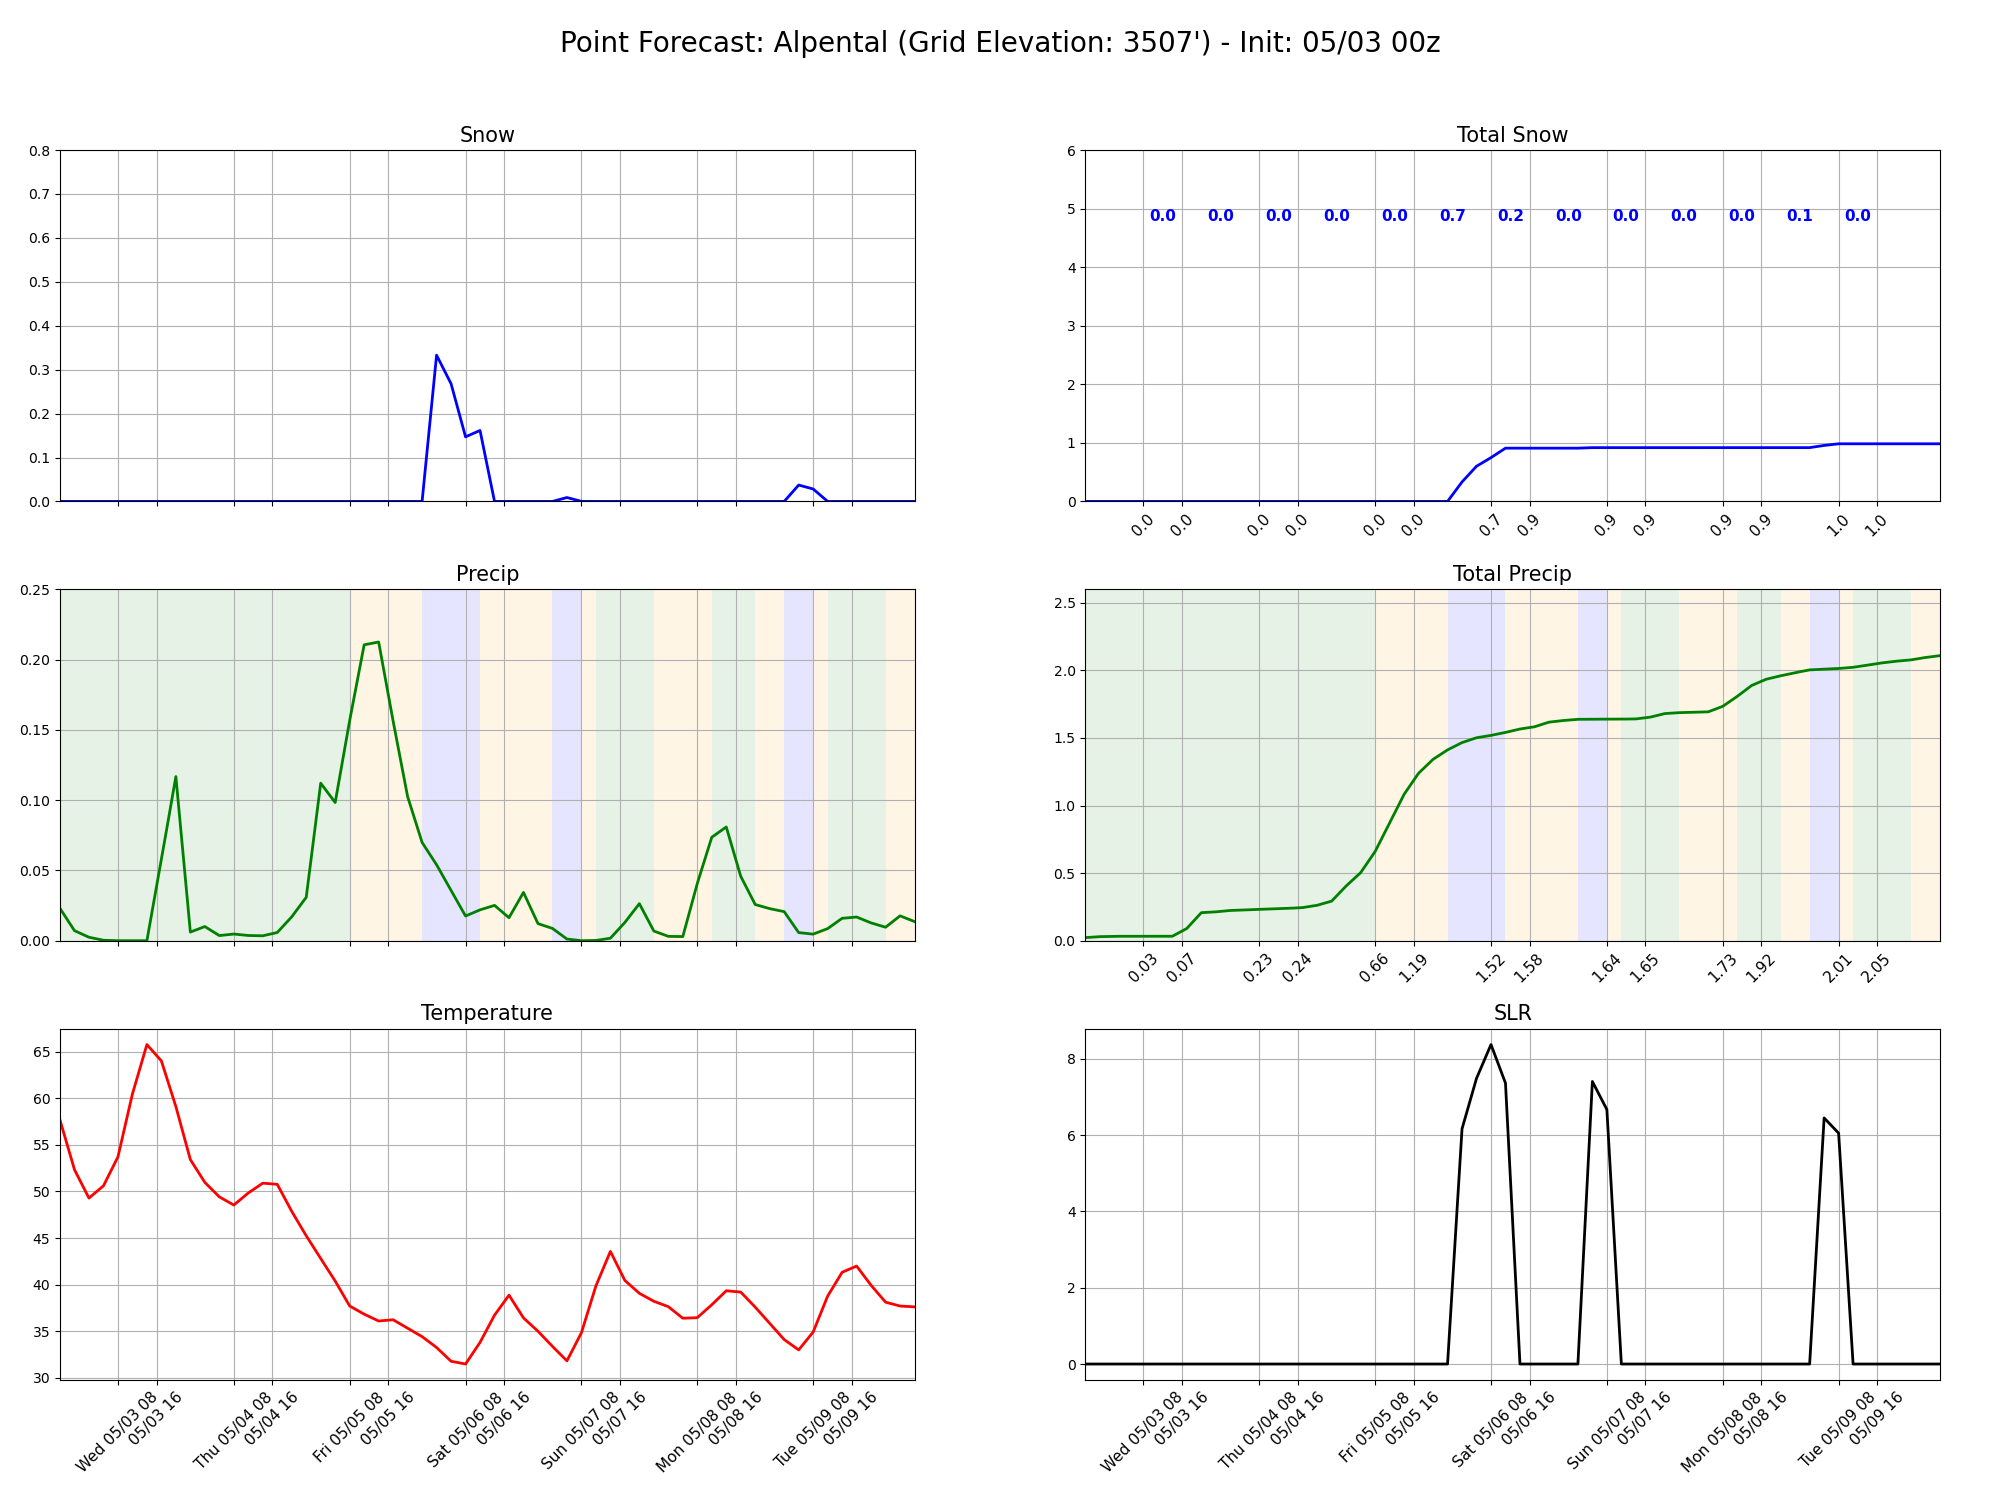 Point Forecast: Alpental (Grid Elevation: 3507') - Init: 05/03 00z
Snow
0.8
0.7
0.6
0.5
0.4
0.3
0.2
0.1
0.0
Total Snow
6
5
4
3
2
1
0
0.0 0.0 0.0 0.0 0.0 0.7 0.2 0.0 0.0 0.0 0.0 0.1 0.0
0.0 0.0 0.0 0.0 0.0 0.0 0.7 0.9 0.9 0.9 0.9 0.9 1.0 1.0
Precip
0.25
0.20
0.15
0.10
0.05
0.00
Total Precip
2.5
2.0
1.5
1.0
0.5
0.0
0.03 0.07 0.23 0.24 0.66 1.19 1.52 1.58 1.64 1.65 1.73 1.92 2.01 2.05
Temperature
65
60
55
50
45
40
35
30
Wed 05/03 08
05/03 16
Thu 05/04 08
05/04 16
Fri 05/05 08
05/05 16
Sat 05/06 08
05/06 16
Sun 05/07 08
05/07 16
Mon 05/08 08
05/08 16
Tue 05/09 08
05/09 16
SLR
8
6
4
2
0
Wed 05/03 08
05/03 16
Thu 05/04 08
05/04 16
Fri 05/05 08
05/05 16
Sat 05/06 08
05/06 16
Sun 05/07 08
05/07 16
Mon 05/08 08
05/08 16
Tue 05/09 08
05/09 16